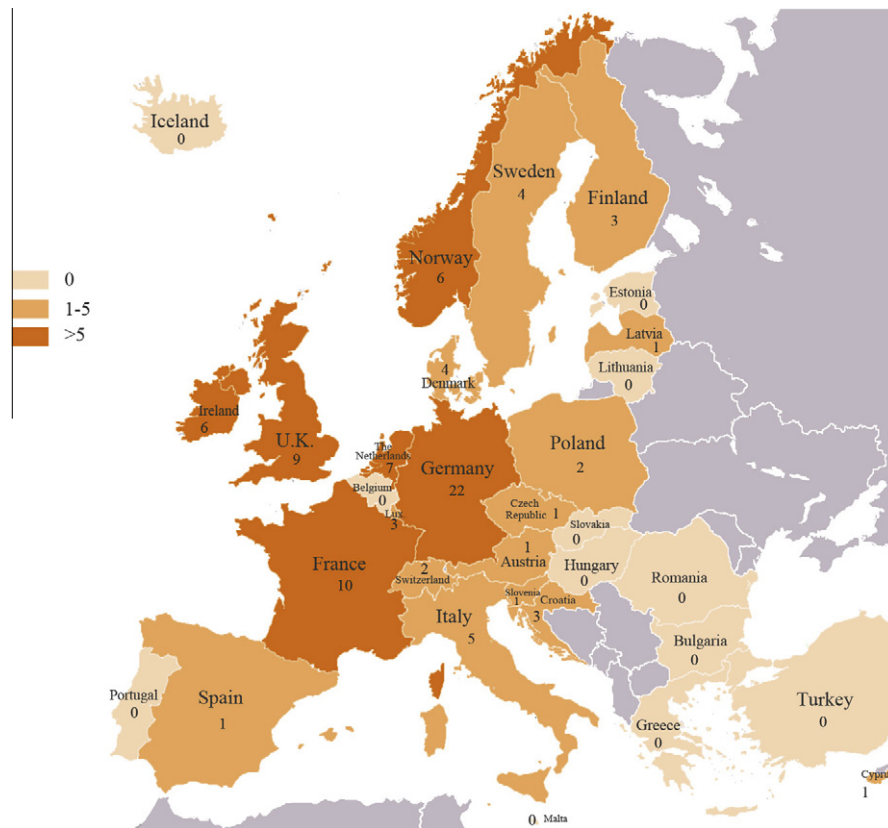 Iceland
0
Sweden
4
Finland
3
Norway
6
0
1-5
>5
Estonia
0
Latvia
1
Lithuania
0
4
Denmark
Ireland
6
U.K.
9
The
Netherlands
7
Germany
22
Poland
2
Belgium
0
Lux
3
Czech
Republic 1
Slovakia
0
France
10
2
Switzerland
1
Austria
Hungary
0
Romania
0
Slovenia
1
Croatia
3
Italy
5
Bulgaria
0
Portugal
0
Spain
1
Greece
0
Turkey
0
Cypru
1
0 Malta